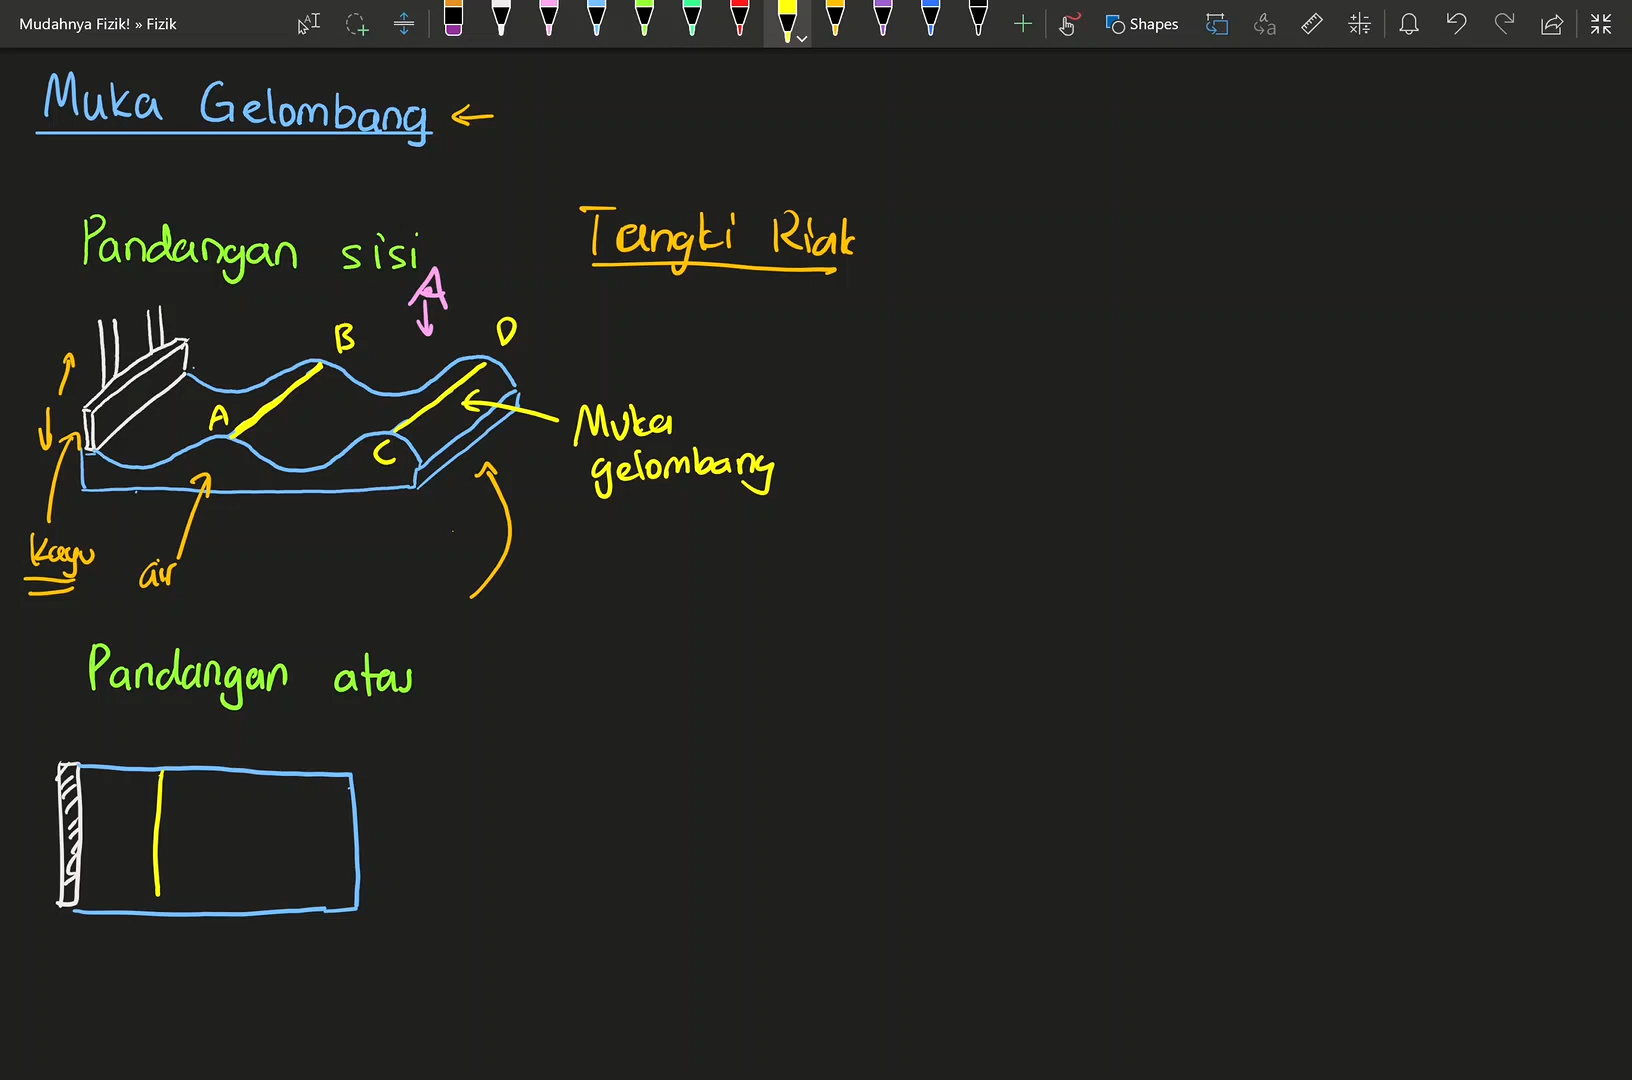 Mudahnya Fizik! » Fizik
Shapes
Muka Gelombang
Pandangan sisi
Tangki Riak
A
B
D
A
C
Muka
gelombang
Kayu
air
Pandangan atas